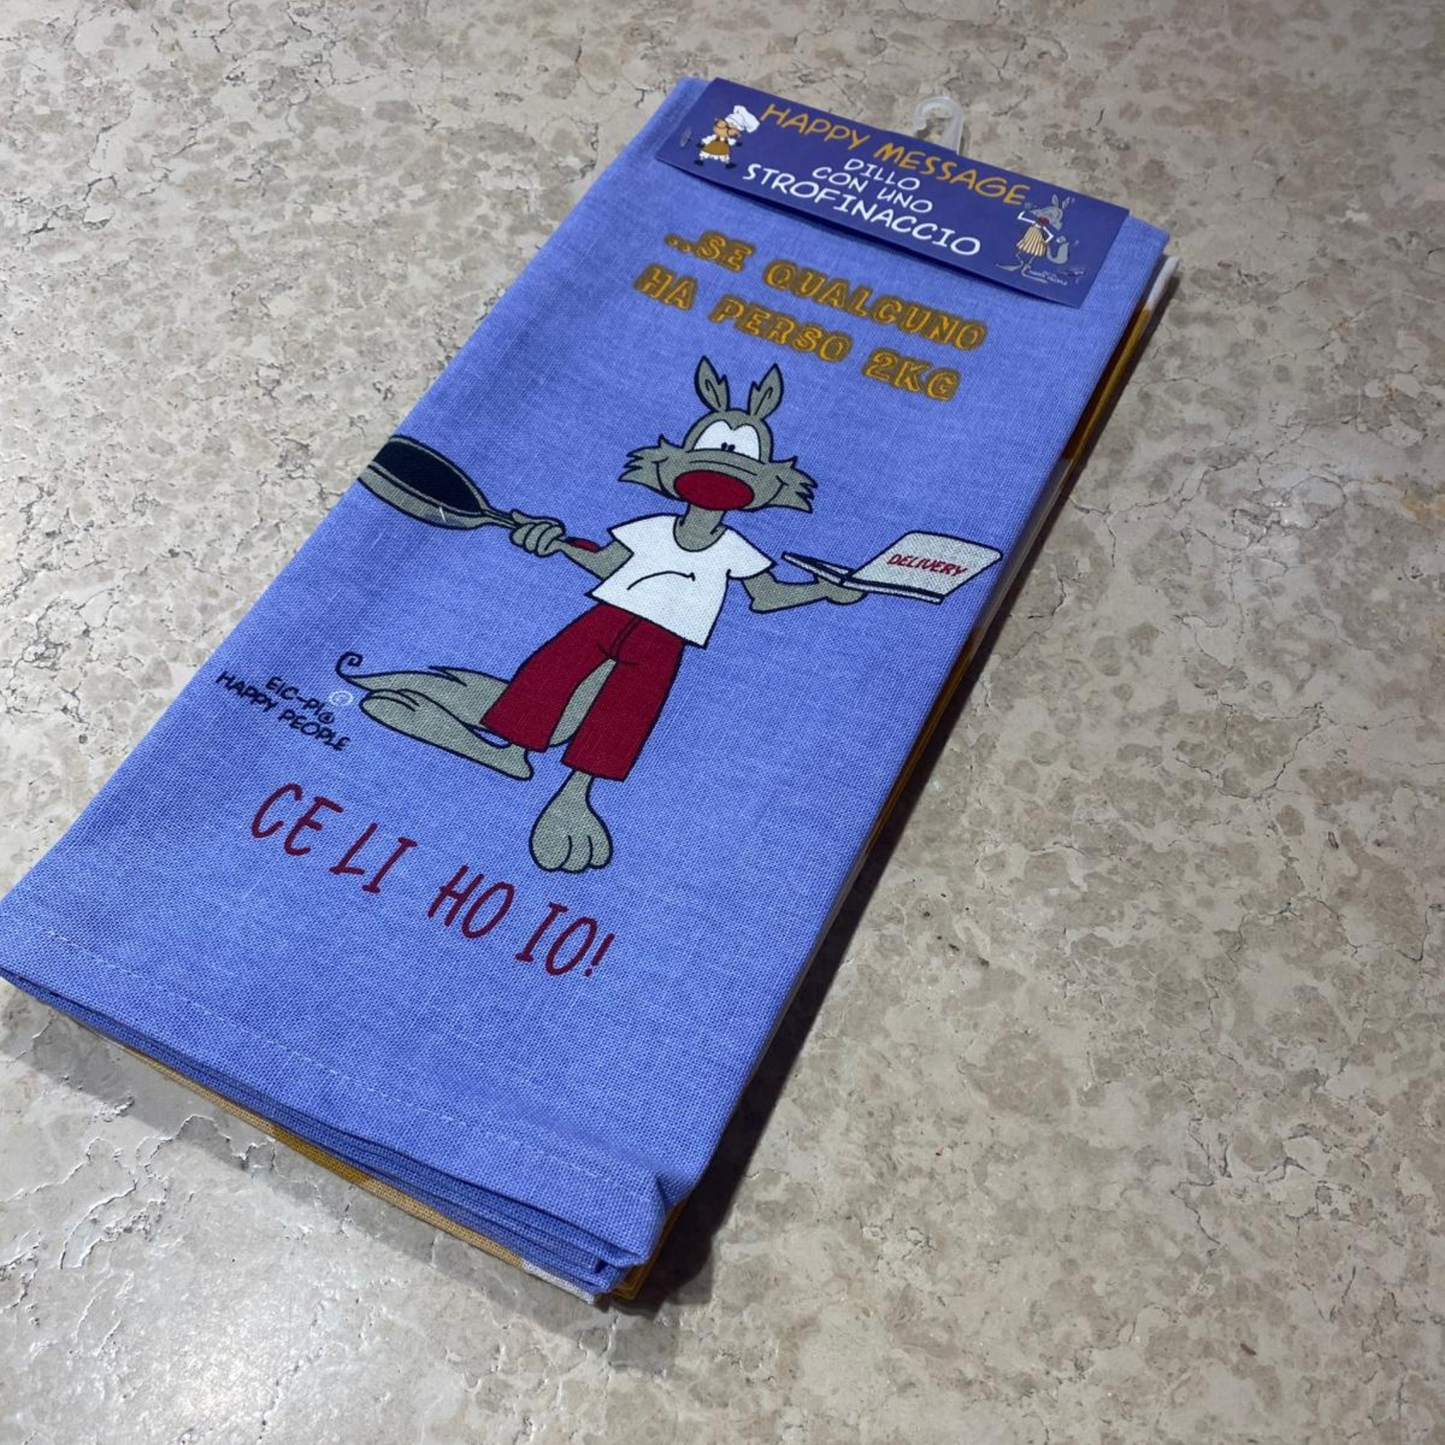 HAPPY MESSAGE
DILLO
CON UNO
STROFINACCIO
...SE QUALCUNO
HA PERSO 2KG
DELIVERY
EIC-PI®
HAPPY PEOPLE
©
CE LI HO IO!